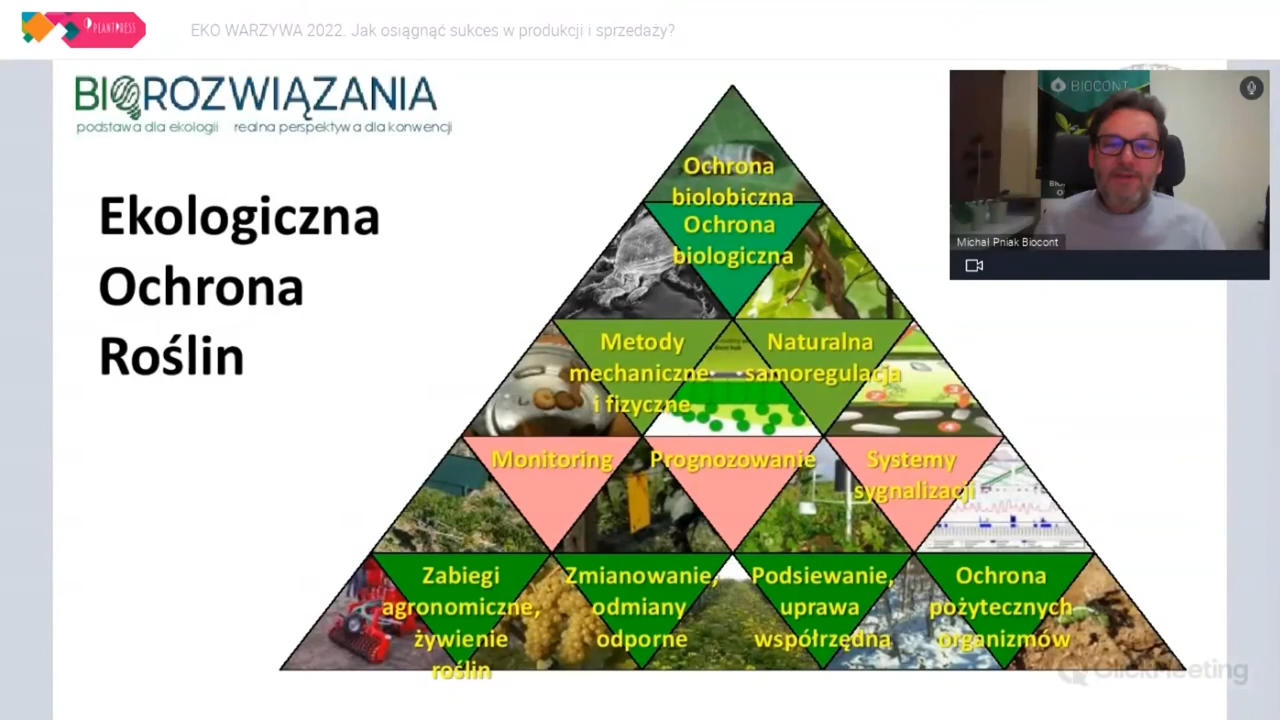 PLANTPRESS
EKO WARZYWA 2022. Jak osiągnąć sukces w produkcji i sprzedaży?
BIOROZWIĄZANIA
podstawa dla ekologii realna perspektywa dla konwencji
BIOCONT
Michał Pniak Biocont
Ekologiczna
Ochrona
Roślin
Ochrona
biolobiczna
Ochrona
biologiczna
Metody
mechaniczne
i fizyczne
Naturalna
samoregulacja
Monitoring
Prognozowanie
Systemy
sygnalizacji
Zabiegi
agronomiczne,
żywienie
roślin
Zmianowanie,
odmiany
odporne
Podsiewanie,
uprawa
współrzędna
Ochrona
pożytecznych
organizmów
ClickMeeting